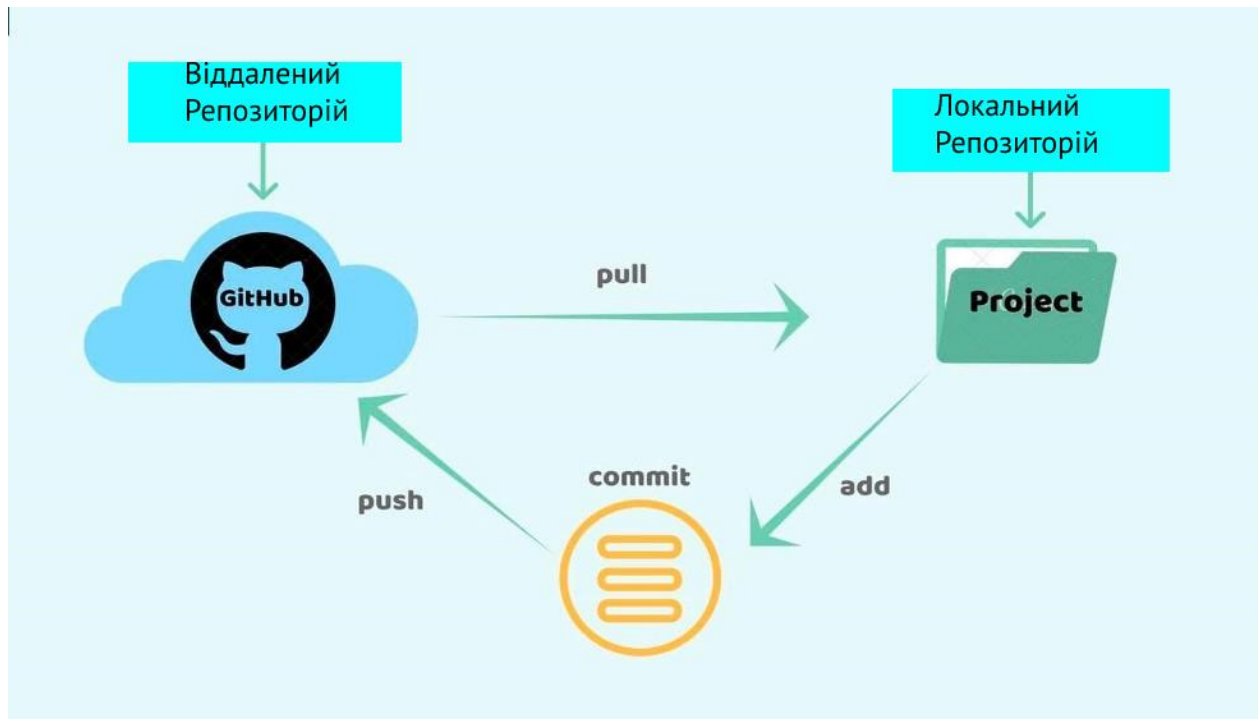 Віддалений
Репозиторій
Локальний
Репозиторій
pull
GitHub
Project
commit
add
push